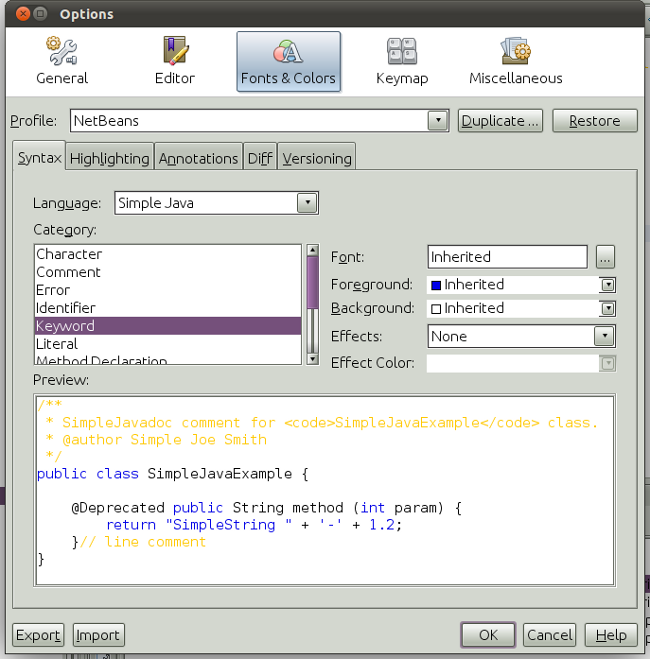 Options
General
Editor
Fonts & Colors
Keymap
Miscellaneous
Profile: NetBeans Duplicate ... Restore
Syntax Highlighting Annotations Diff Versioning
Language: Simple Java
Category:
Character
Comment
Error
Identifier
Keyword
Literal
Method Declaration
Font: Inherited ...
Foreground: Inherited
Background: Inherited
Effects: None
Effect Color:
Preview:
/**
 * SimpleJavadoc comment for <code>SimpleJavaExample</code> class.
 * @author Simple Joe Smith
 */
public class SimpleJavaExample {
    @Deprecated public String method (int param) {
        return "SimpleString " + '-' + 1.2;
    }// line comment
}
Export Import OK Cancel Help